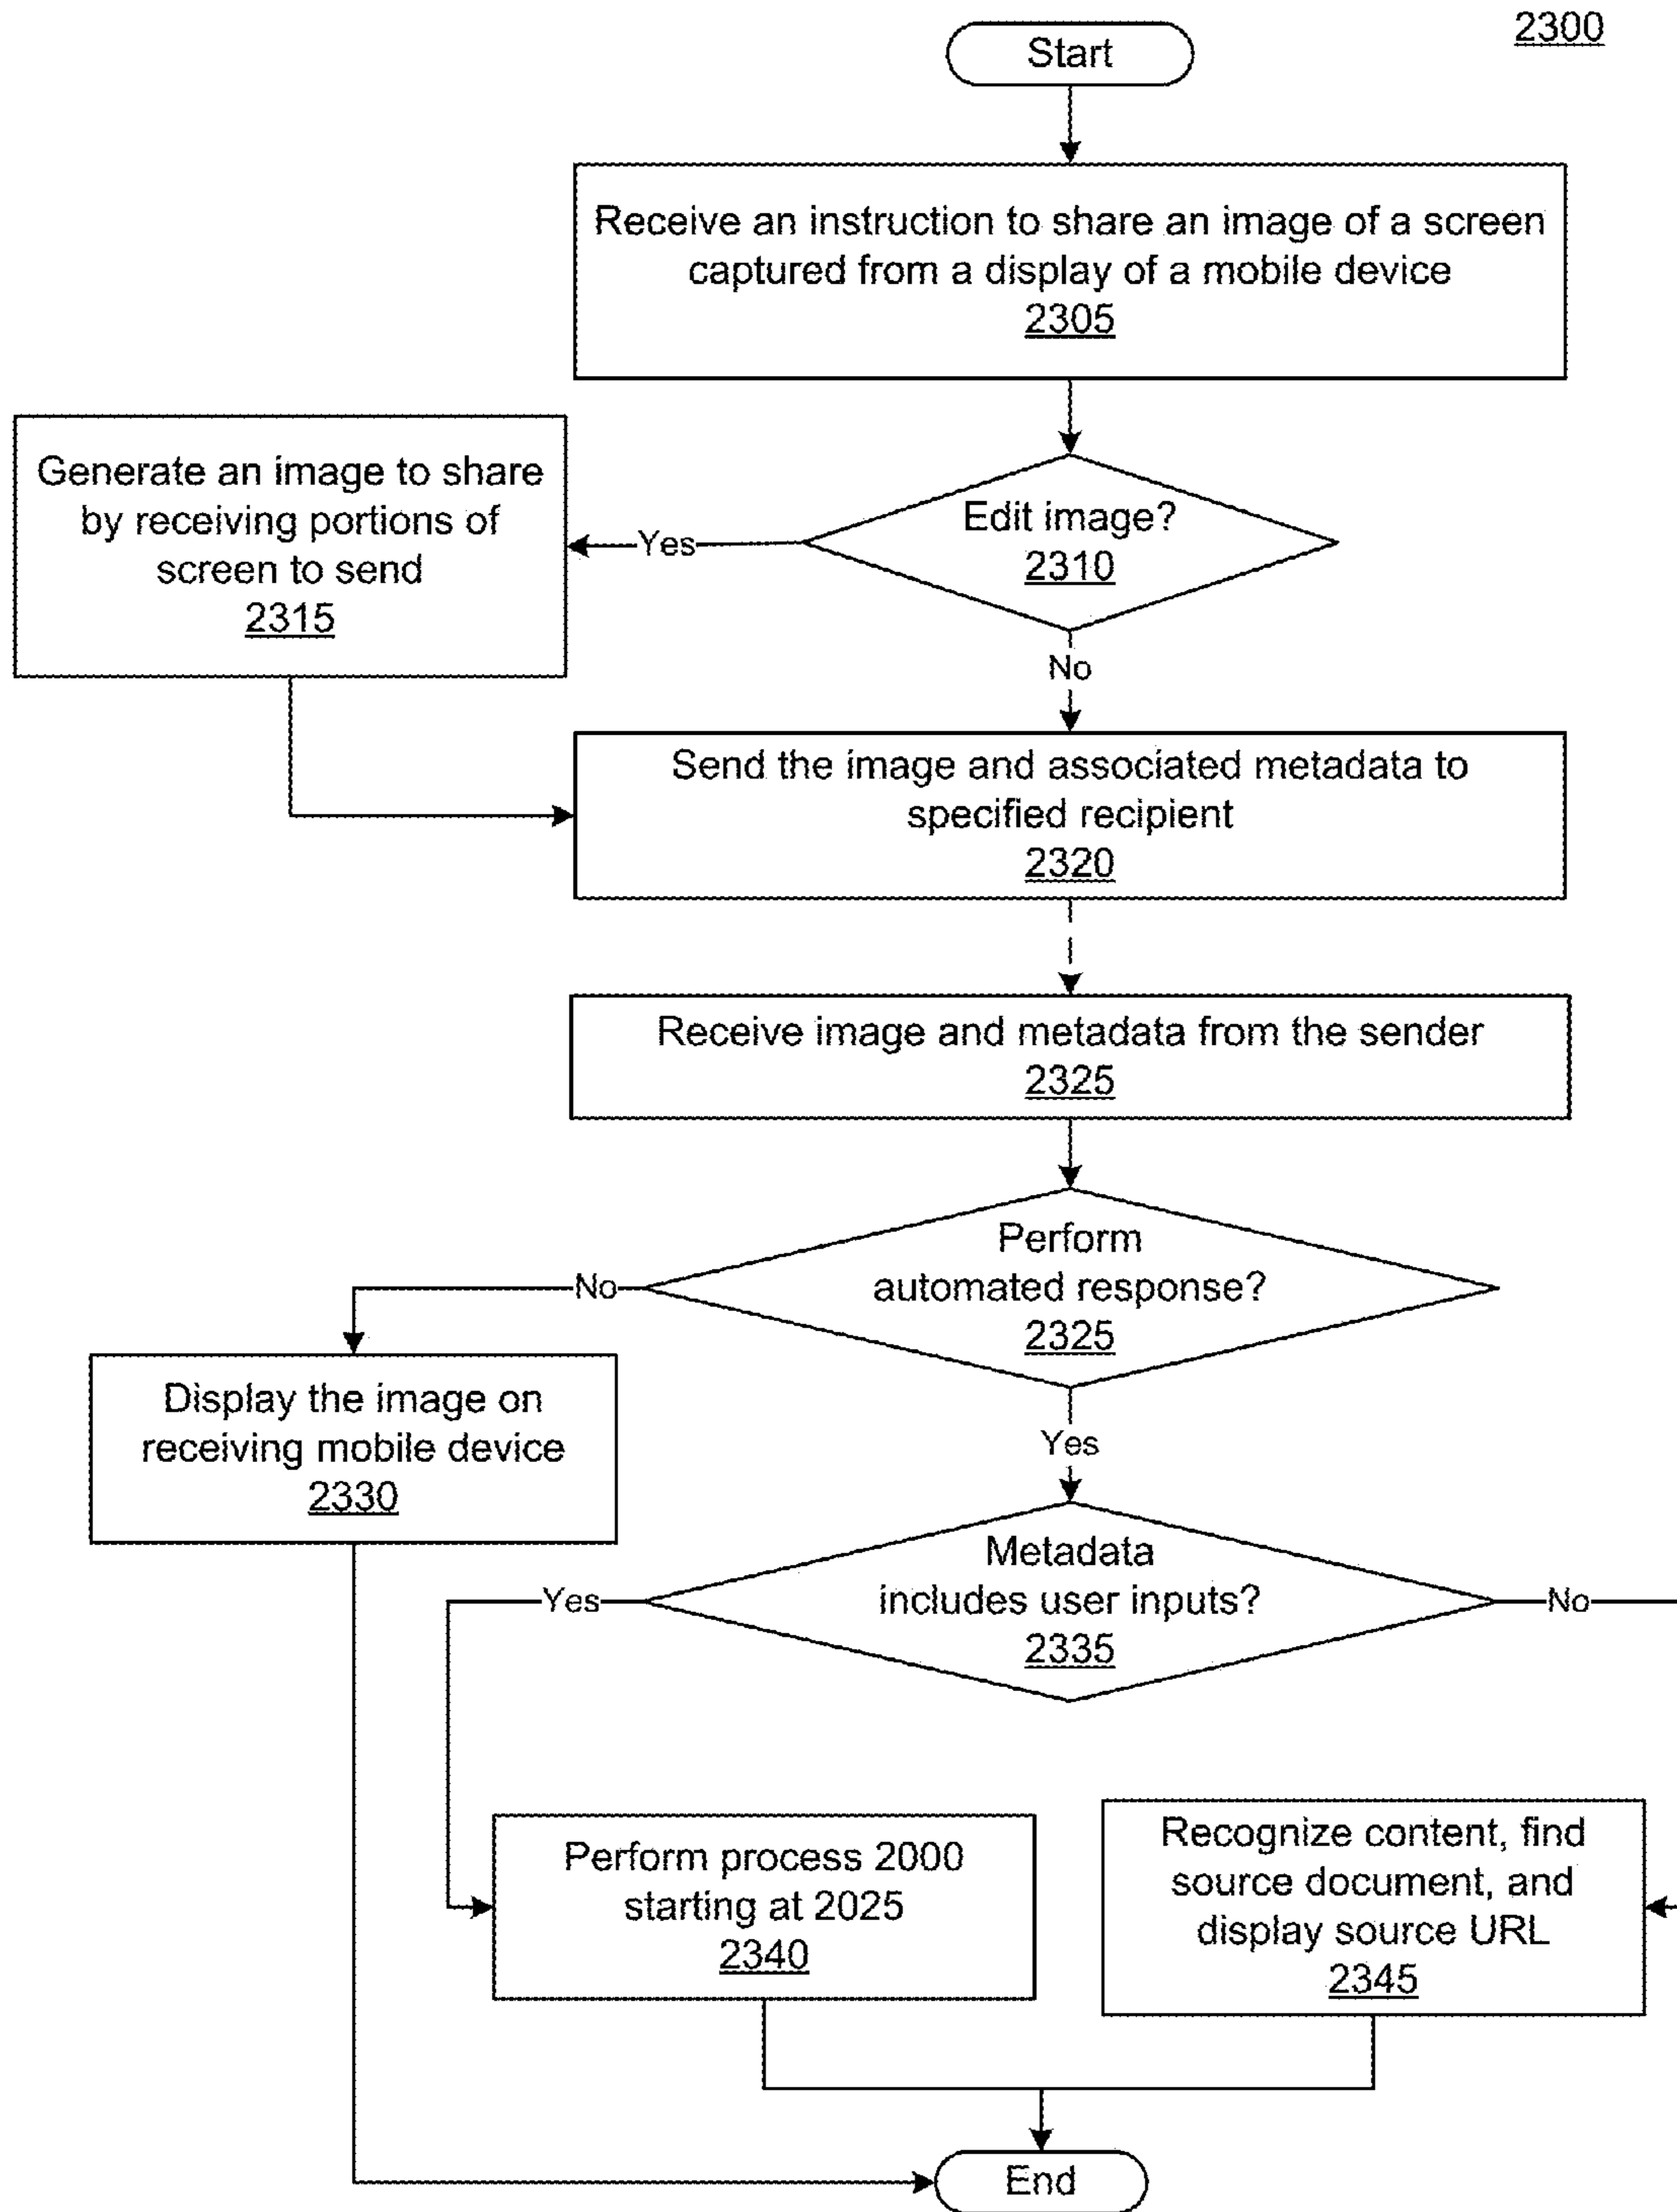 2300
Start
Receive an instruction to share an image of a screen
captured from a display of a mobile device
2305
Edit image?
2310
Yes
Generate an image to share
by receiving portions of
screen to send
2315
No
Send the image and associated metadata to
specified recipient
2320
Receive image and metadata from the sender
2325
Perform
automated response?
2325
No
Display the image on
receiving mobile device
2330
Yes
Metadata
includes user inputs?
2335
Yes
No
Perform process 2000
starting at 2025
2340
Recognize content, find
source document, and
display source URL
2345
End